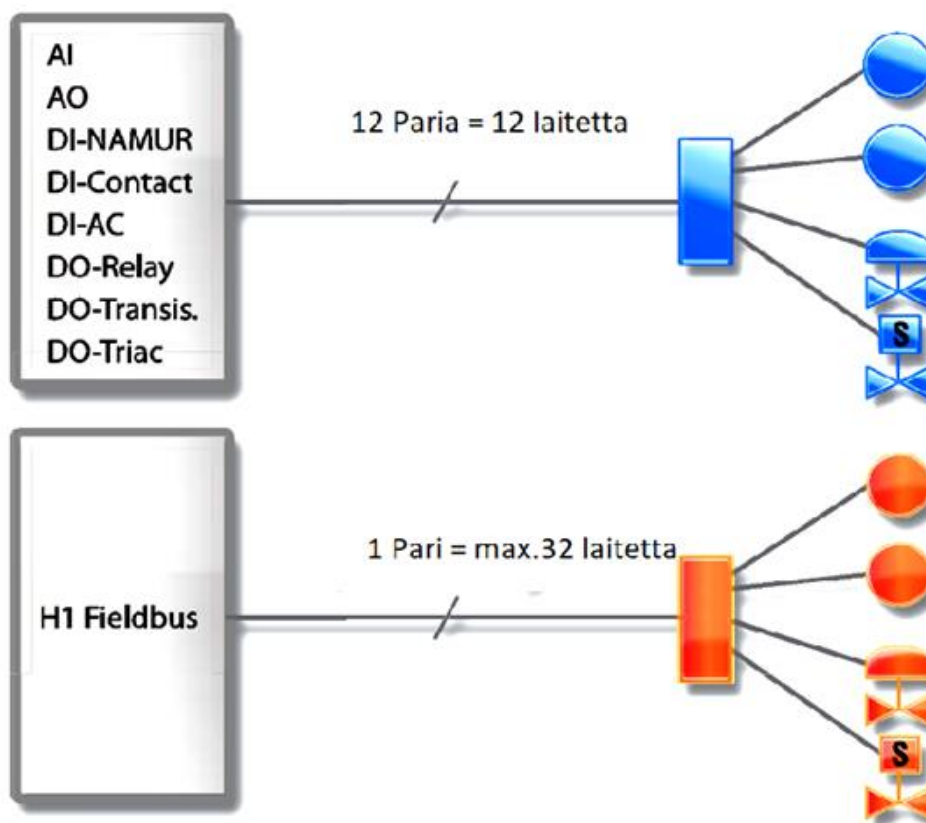 AI
AO
DI-NAMUR
DI-Contact
DI-AC
DO-Relay
DO-Transis.
DO-Triac
12 Paria = 12 laitetta
S
H1 Fieldbus
1 Pari = max.32 laitetta
S